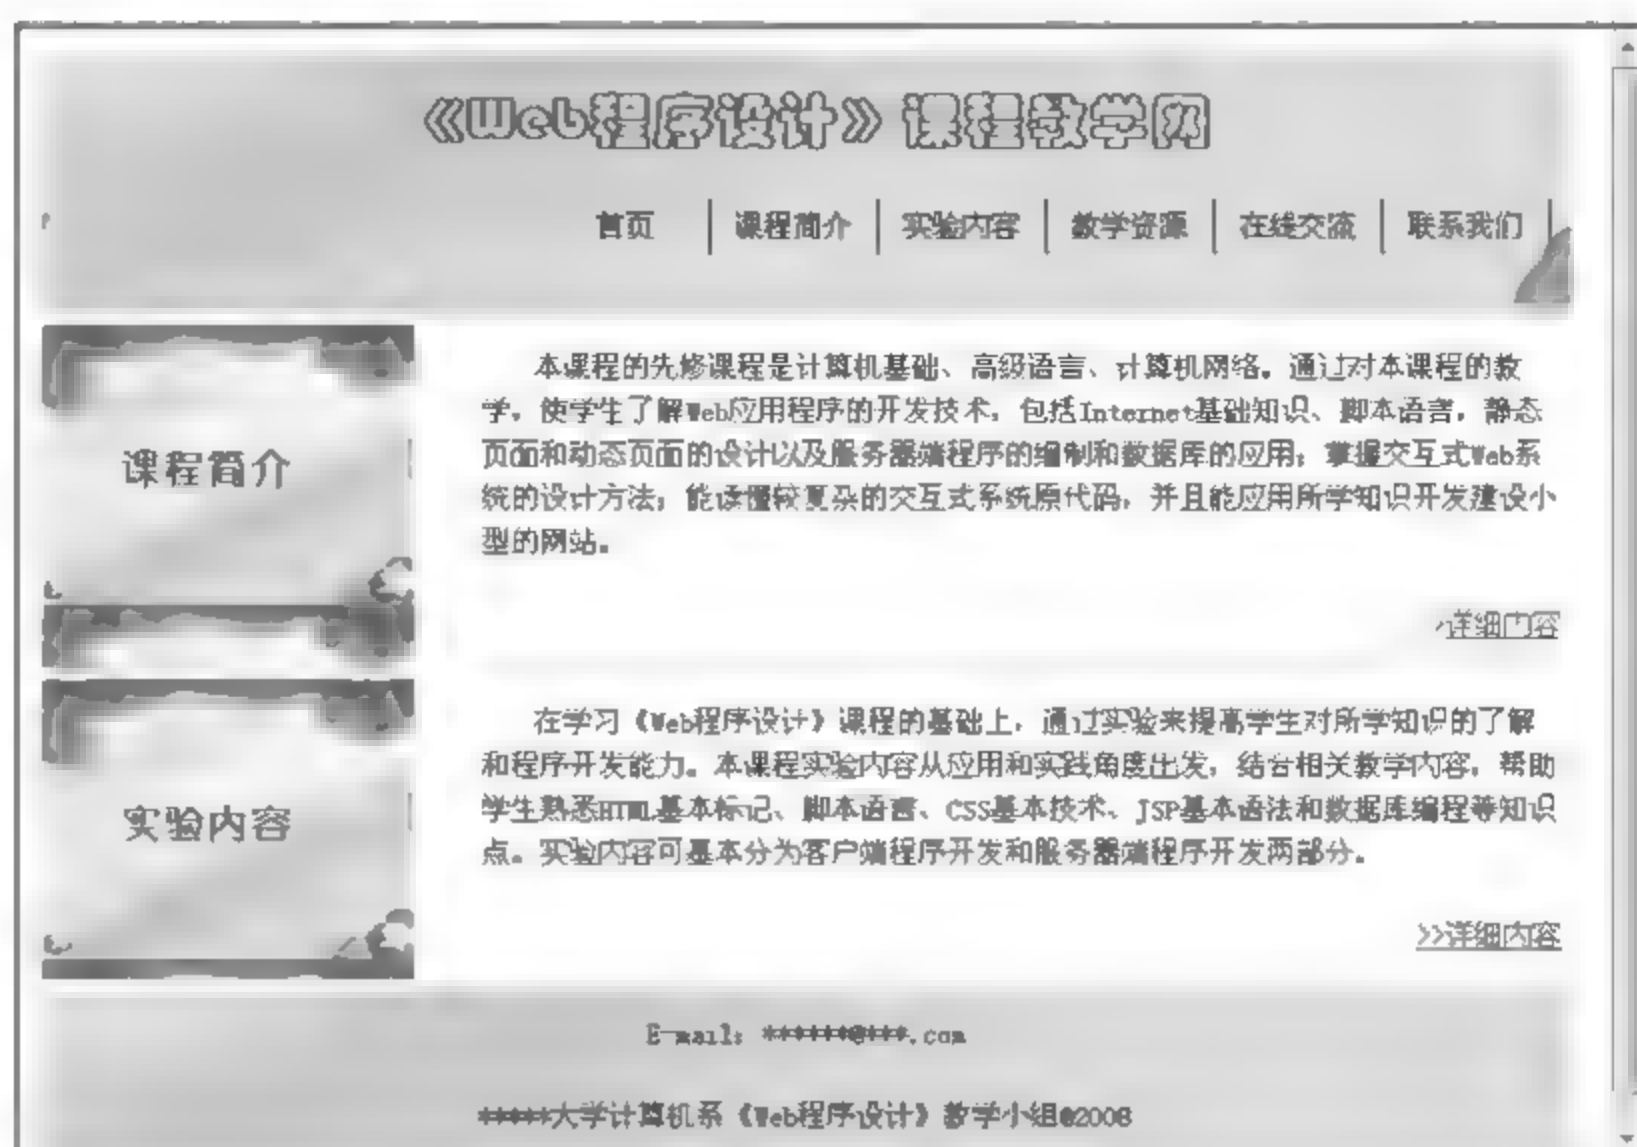 《Web程序设计》课程教学网
首页 课程简介 实验内容 教学资源 在线交流 联系我们
课程简介
本课程的先修课程是计算机基础、高级语言、计算机网络。通过对本课程的教
学，使学生了解Web应用程序的开发技术，包括Internet基础知识、脚本语言，静态
页面和动态页面的设计以及服务器端程序的编制和数据库的应用；掌握交互式Web系
统的设计方法；能读懂较复杂的交互式系统原代码，并且能应用所学知识开发建设小
型的网站。
>详细内容
实验内容
在学习《Web程序设计》课程的基础上，通过实验来提高学生对所学知识的了解
和程序开发能力。本课程实验内容从应用和实践角度出发，结合相关教学内容，帮助
学生熟悉HTML基本标记、脚本语言、CSS基本技术、JSP基本语法和数据库编程等知识
点。实验内容可基本分为客户端程序开发和服务器端程序开发两部分。
>>详细内容
E-mail: ******@***.com
*****大学计算机系《Web程序设计》教学小组@2008